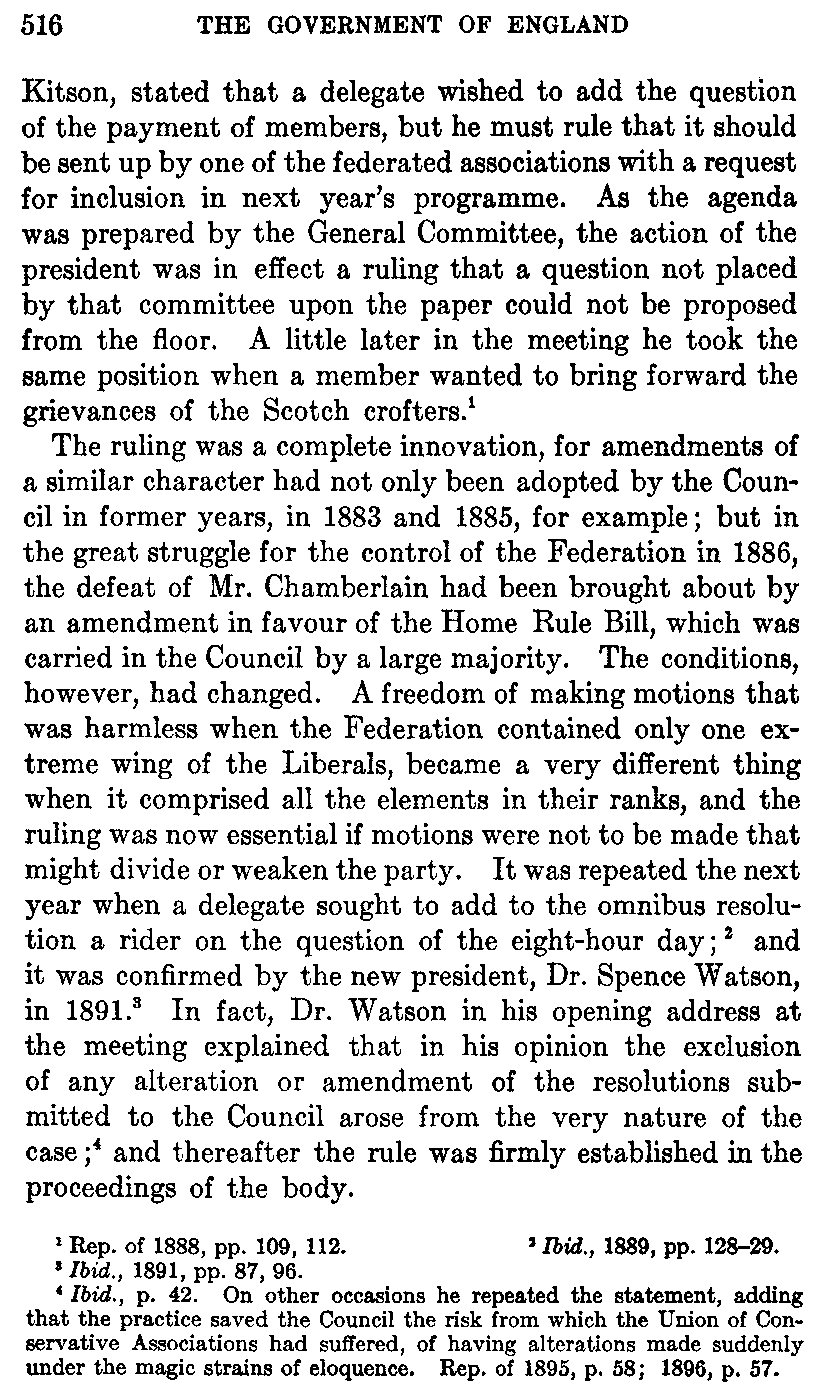 516 THE GOVERNMENT OF ENGLAND
Kitson, stated that a delegate wished to add the question
of the payment of members, but he must rule that it should
be sent up by one of the federated associations with a request
for inclusion in next year's programme. As the agenda
was prepared by the General Committee, the action of the
president was in effect a ruling that a question not placed
by that committee upon the paper could not be proposed
from the floor. A little later in the meeting he took the
same position when a member wanted to bring forward the
grievances of the Scotch crofters.¹
The ruling was a complete innovation, for amendments of
a similar character had not only been adopted by the Coun-
cil in former years, in 1883 and 1885, for example; but in
the great struggle for the control of the Federation in 1886,
the defeat of Mr. Chamberlain had been brought about by
an amendment in favour of the Home Rule Bill, which was
carried in the Council by a large majority. The conditions,
however, had changed. A freedom of making motions that
was harmless when the Federation contained only one ex-
treme wing of the Liberals, became a very different thing
when it comprised all the elements in their ranks, and the
ruling was now essential if motions were not to be made that
might divide or weaken the party. It was repeated the next
year when a delegate sought to add to the omnibus resolu-
tion a rider on the question of the eight-hour day;² and
it was confirmed by the new president, Dr. Spence Watson,
in 1891.³ In fact, Dr. Watson in his opening address at
the meeting explained that in his opinion the exclusion
of any alteration or amendment of the resolutions sub-
mitted to the Council arose from the very nature of the
case;⁴ and thereafter the rule was firmly established in the
proceedings of the body.
¹ Rep. of 1888, pp. 109, 112. ² Ibid., 1889, pp. 128–29.
³ Ibid., 1891, pp. 87, 96.
⁴ Ibid., p. 42. On other occasions he repeated the statement, adding
that the practice saved the Council the risk from which the Union of Con-
servative Associations had suffered, of having alterations made suddenly
under the magic strains of eloquence. Rep. of 1895, p. 58; 1896, p. 57.